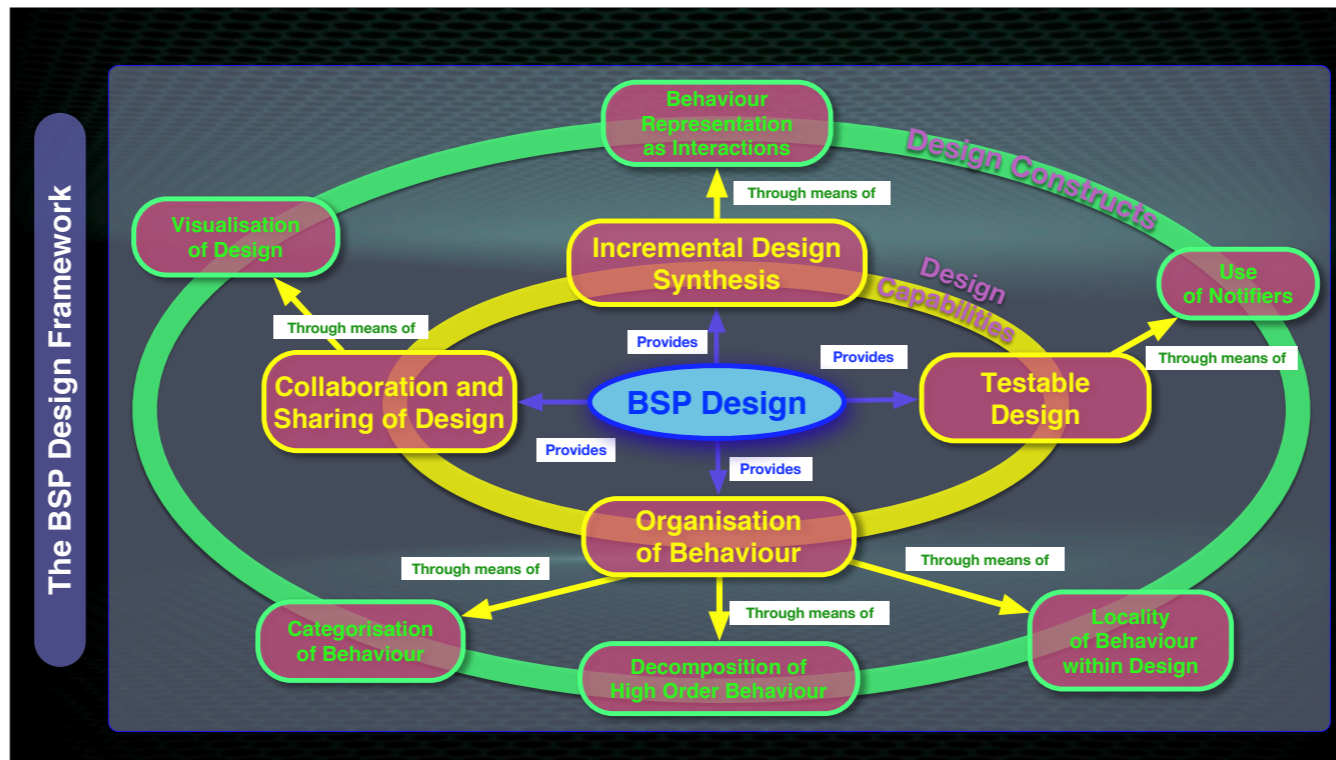 The BSP Design Framework
Behaviour
Representation
as Interactions
Design Constructs
Through means of
Visualisation
of Design
Incremental Design
Synthesis
Design
Capabilities
Use
of Notifiers
Through means of
Provides
Provides
Through means of
Collaboration and
Sharing of Design
BSP Design
Testable
Design
Provides
Provides
Organisation
of Behaviour
Through means of
Through means of
Through means of
Categorisation
of Behaviour
Decomposition of
High Order Behaviour
Locality
of Behaviour
within Design